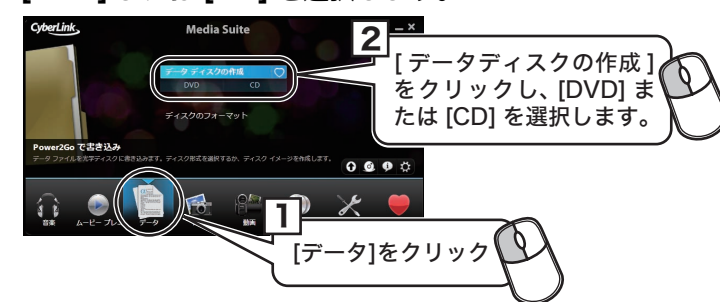 CyberLink
Media Suite
2
データ ディスクの作成
DVD CD
ディスクのフォーマット
[データディスクの作成]
をクリックし、[DVD] ま
たは [CD] を選択します。
Power2Go で書き込み
データ ファイルを光学ディスクに書き込みます。ディスク形式を選択するか、ディスク イメージを作成します。
音楽
ムービー プレ
データ
動画
1
[データ]をクリック